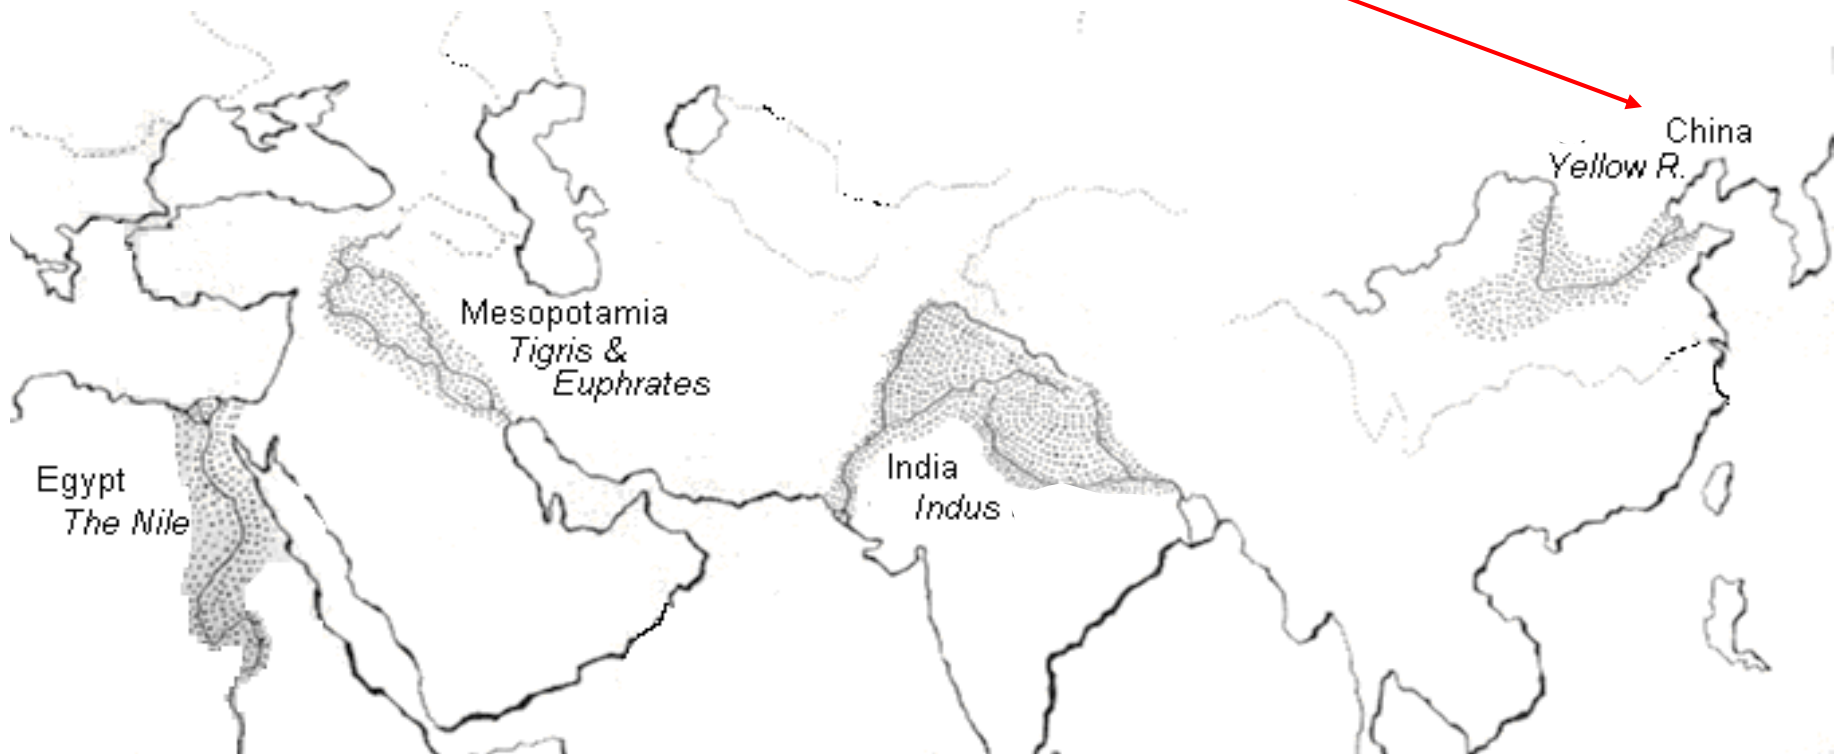 China
Yellow R.
Mesopotamia
Tigris &
Euphrates
Egypt
The Nile
India
Indus